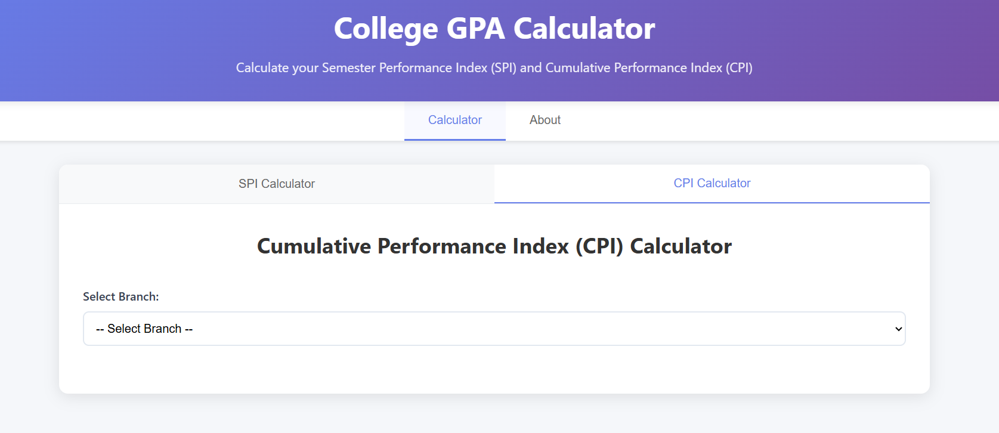 College GPA Calculator
Calculate your Semester Performance Index (SPI) and Cumulative Performance Index (CPI)
Calculator
About
SPI Calculator
CPI Calculator
Cumulative Performance Index (CPI) Calculator
Select Branch:
-- Select Branch --